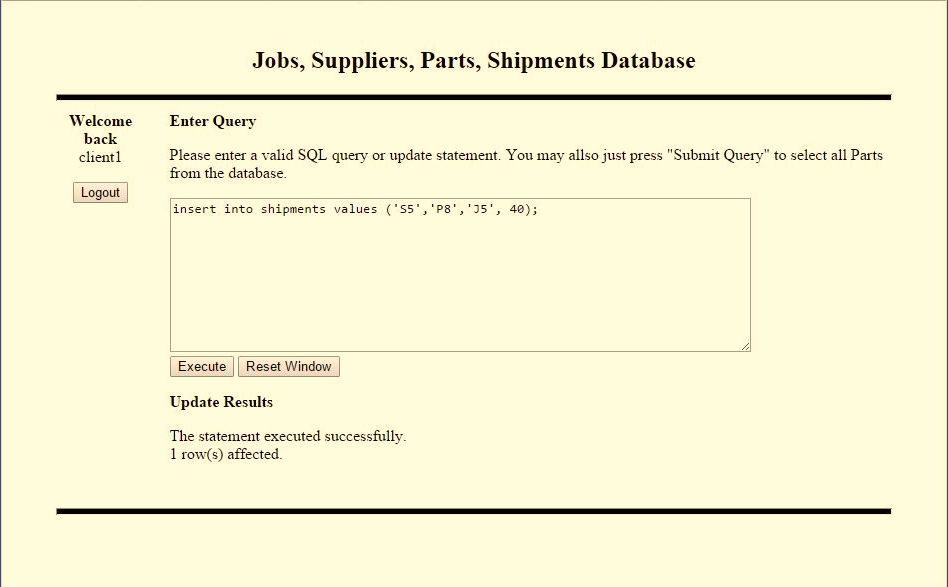 Jobs, Suppliers, Parts, Shipments Database
Welcome
back
client1
Logout
Enter Query
Please enter a valid SQL query or update statement. You may allso just press "Submit Query" to select all Parts
from the database.
insert into shipments values ('S5','P8','J5', 40);
Execute Reset Window
Update Results
The statement executed successfully.
1 row(s) affected.